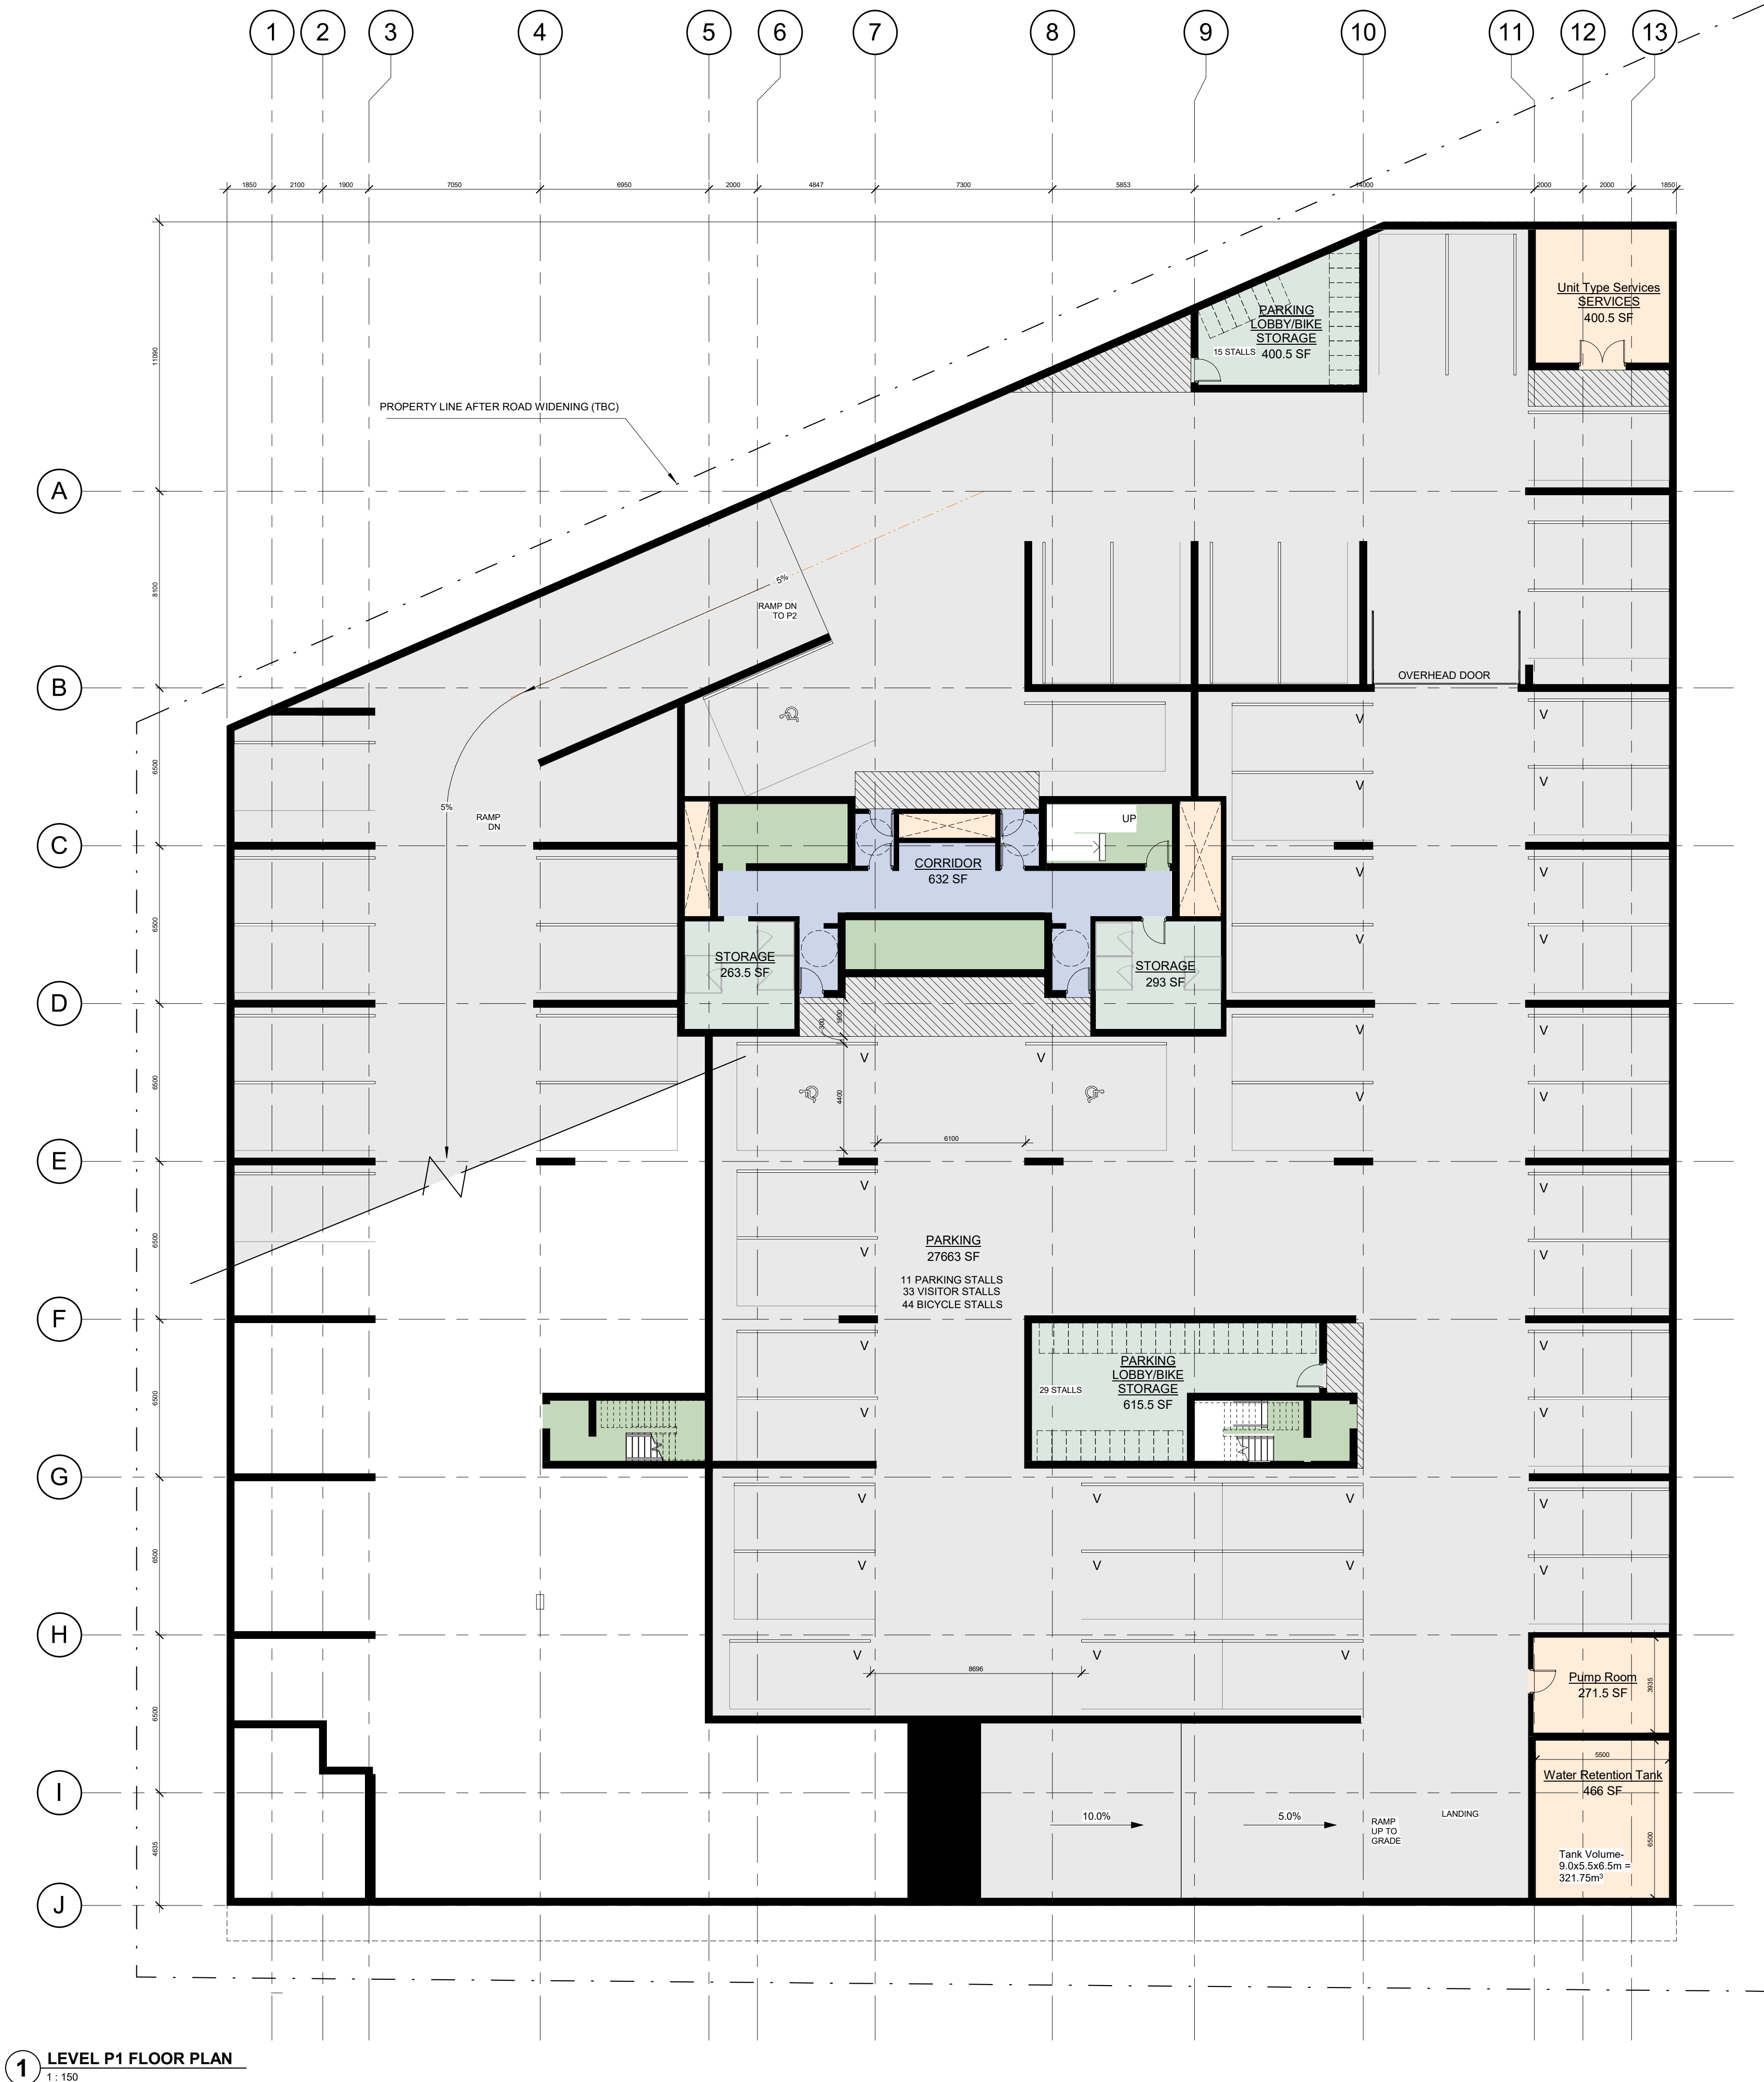 1 2 3 4 5 6 7 8 9 10 11 12 13
1850 2100 1900 7050 6950 2000 4847 7300 5853 14000 2000 2000 1850
11090
Unit Type Services
SERVICES
400.5 SF
PARKING
LOBBY/BIKE
STORAGE
400.5 SF
15 STALLS
PROPERTY LINE AFTER ROAD WIDENING (TBC)
A
8100
5%
RAMP DN
TO P2
B
OVERHEAD DOOR
V V
V V
6500
5%
RAMP
DN
UP
C
CORRIDOR
632 SF
V V
V V
6500
STORAGE
263.5 SF
STORAGE
293 SF
D
300
1800
V V V V
V V
6500
4400
6100
E
V V
V V
6500
PARKING
27663 SF
11 PARKING STALLS
33 VISITOR STALLS
44 BICYCLE STALLS
F
V V
V V
6500
PARKING
LOBBY/BIKE
STORAGE
615.5 SF
29 STALLS
G
V V V V
V V V V
6500
H
V V V
8696
6500
Pump Room
271.5 SF
3935
5500
Water Retention Tank
466 SF
I
10.0%
5.0%
RAMP
UP TO
GRADE
LANDING
4635
6500
Tank Volume-
9.0x5.5x6.5m =
321.75m³
J
1 LEVEL P1 FLOOR PLAN
1 : 150